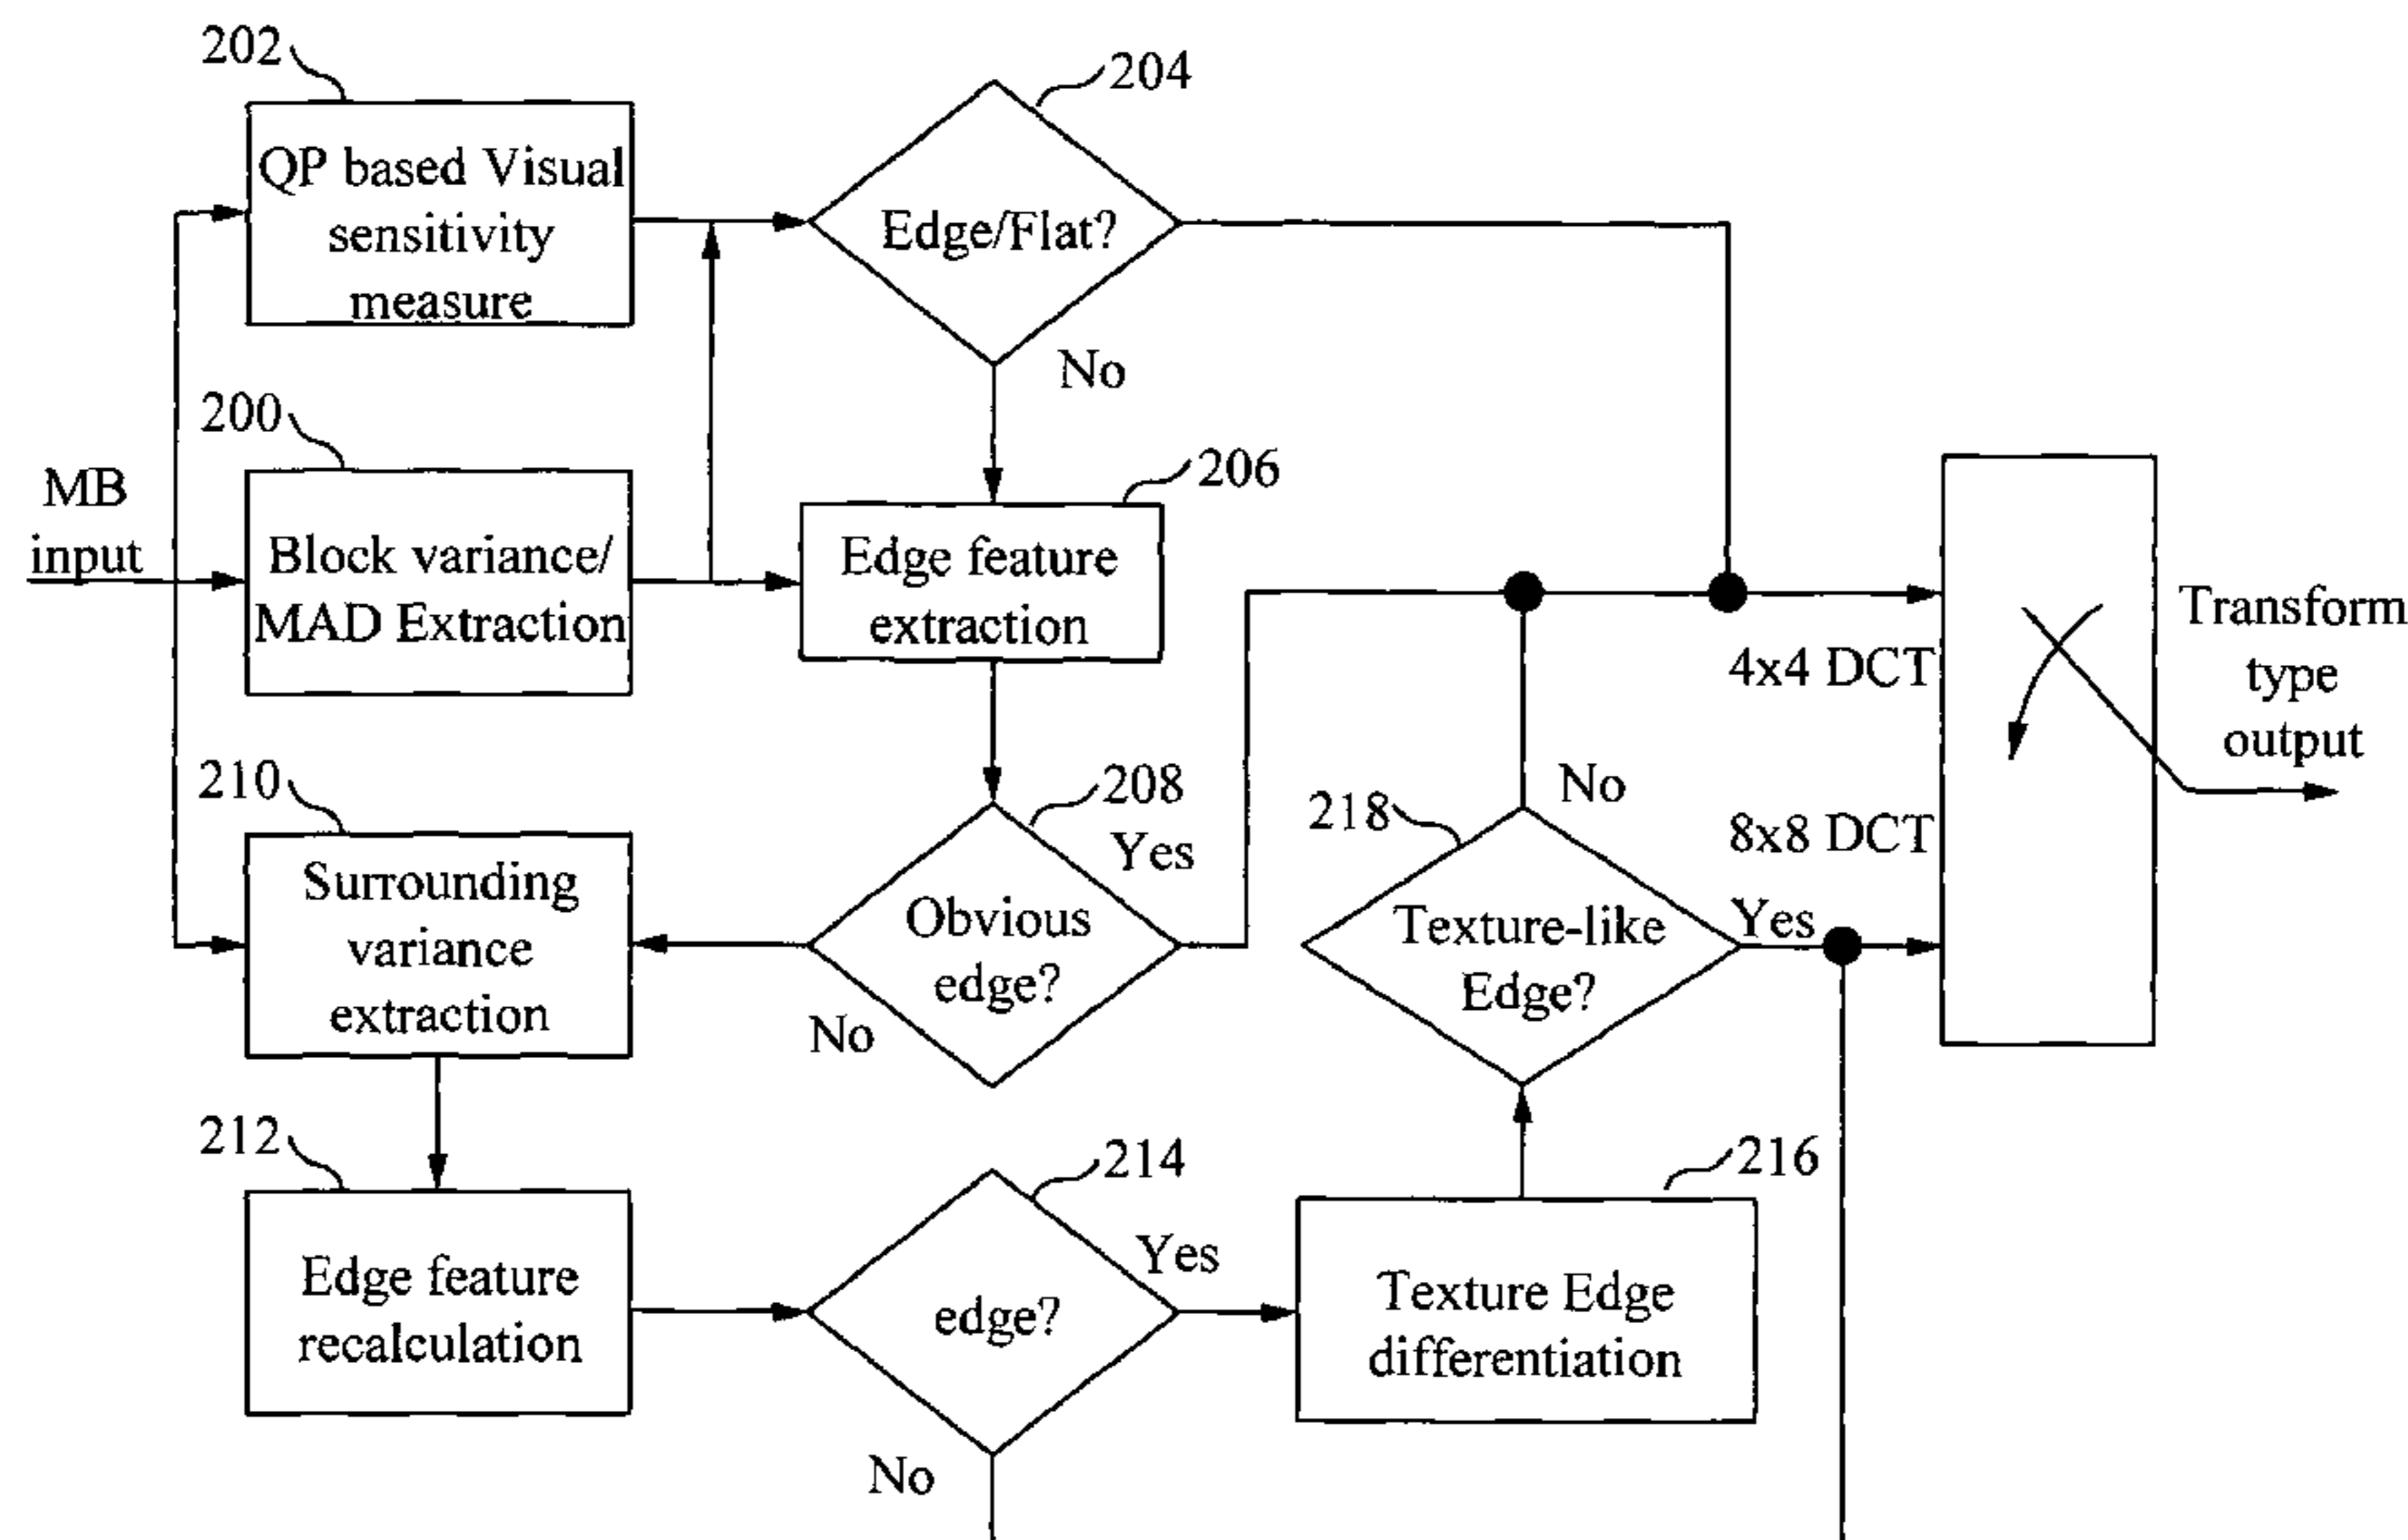 202
QP based Visual
sensitivity
measure
204
Edge/Flat?
No
200
MB
input
Block variance/
MAD Extraction
206
Edge feature
extraction
4x4 DCT
Transform
type
output
210
Surrounding
variance
extraction
208
Yes
Obvious
edge?
No
218
No
8x8 DCT
Texture-like
Edge?
Yes
212
Edge feature
recalculation
214
Yes
edge?
No
216
Texture Edge
differentiation